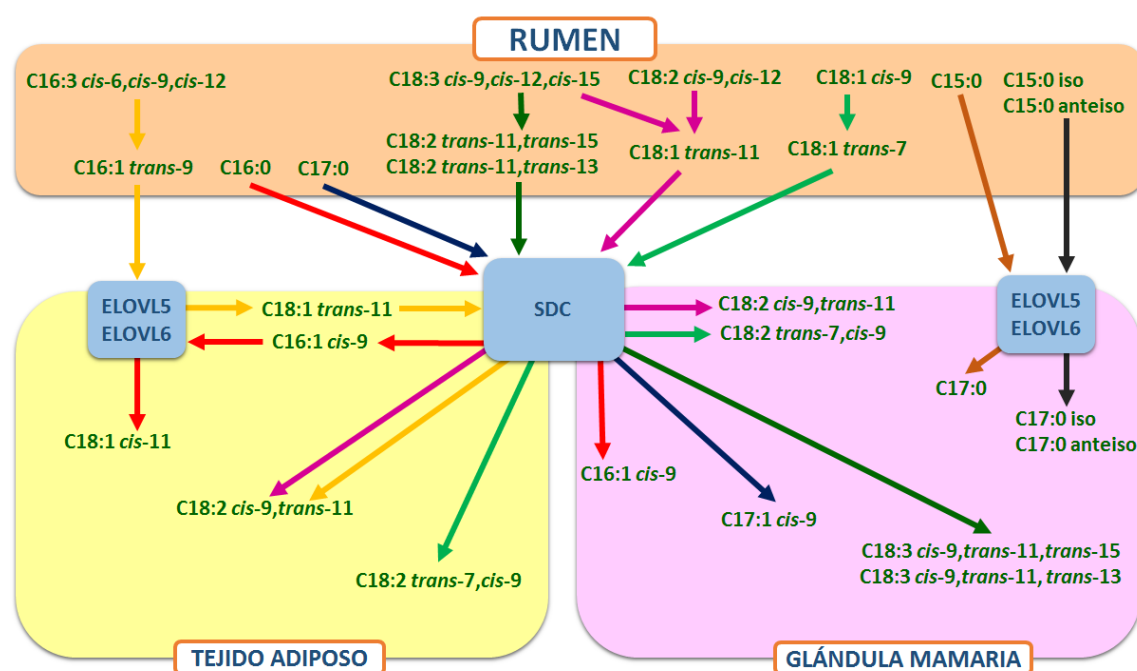 RUMEN
C16:3 cis-6,cis-9,cis-12
C18:3 cis-9,cis-12,cis-15
C18:2 cis-9,cis-12
C18:1 cis-9
C15:0
C15:0 iso
C15:0 anteiso
C16:1 trans-9
C16:0
C17:0
C18:2 trans-11,trans-15
C18:2 trans-11,trans-13
C18:1 trans-11
C18:1 trans-7
ELOVL5
ELOVL6
C18:1 trans-11
C16:1 cis-9
SDC
C18:2 cis-9,trans-11
C18:2 trans-7,cis-9
ELOVL5
ELOVL6
C17:0
C17:0 iso
C17:0 anteiso
C18:1 cis-11
C16:1 cis-9
C18:2 cis-9,trans-11
C17:1 cis-9
C18:2 trans-7,cis-9
C18:3 cis-9,trans-11,trans-15
C18:3 cis-9,trans-11, trans-13
TEJIDO ADIPOSO
GLÁNDULA MAMARIA